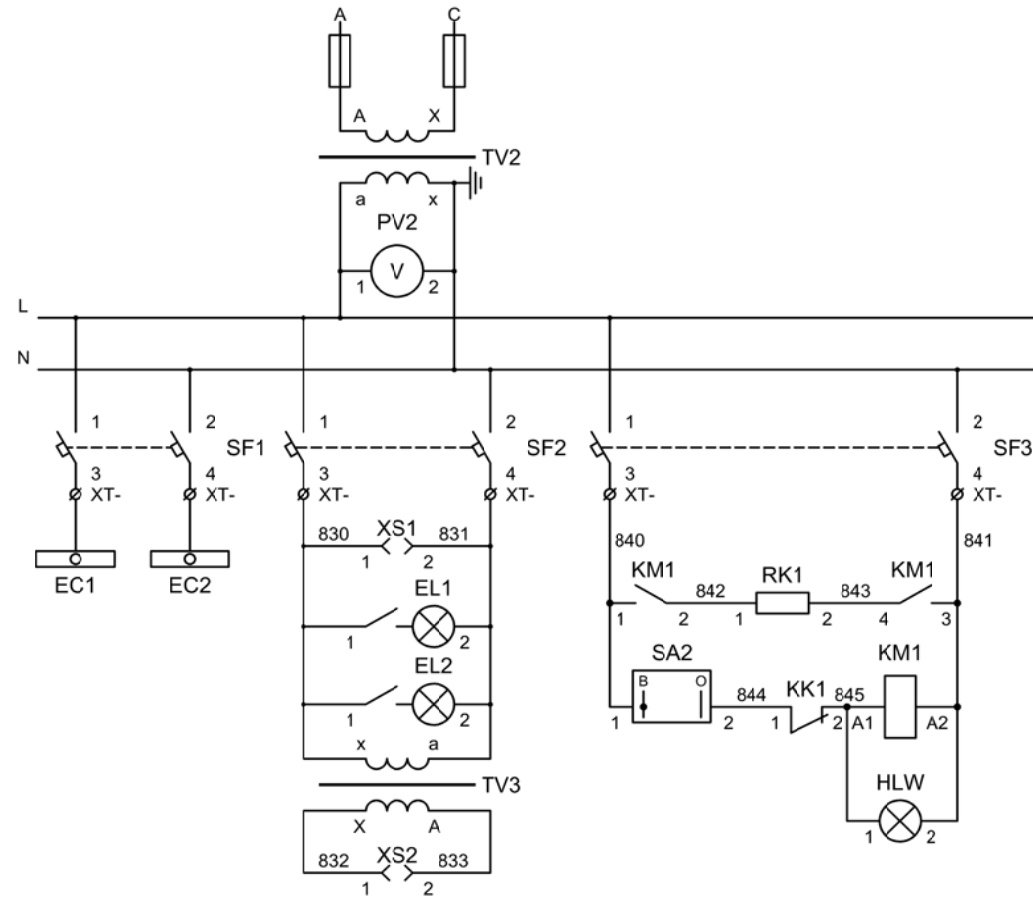 A C
A X
TV2
a x
PV2
1 V 2
L
N
1 2 1 2 1 2
SF1 SF2 SF3
3 4 3 4 3 4
XT- XT- XT- XT- XT- XT-
830 XS1 831
1 2
840 841
EC1 EC2
KM1 842 RK1 843 KM1
1 2 1 2 4 3
EL1
1 2
EL2
1 2
SA2 KM1
B O
844 KK1 845
1 2 1 2 A1 A2
x a
TV3
X A
HLW
1 2
832 XS2 833
1 2